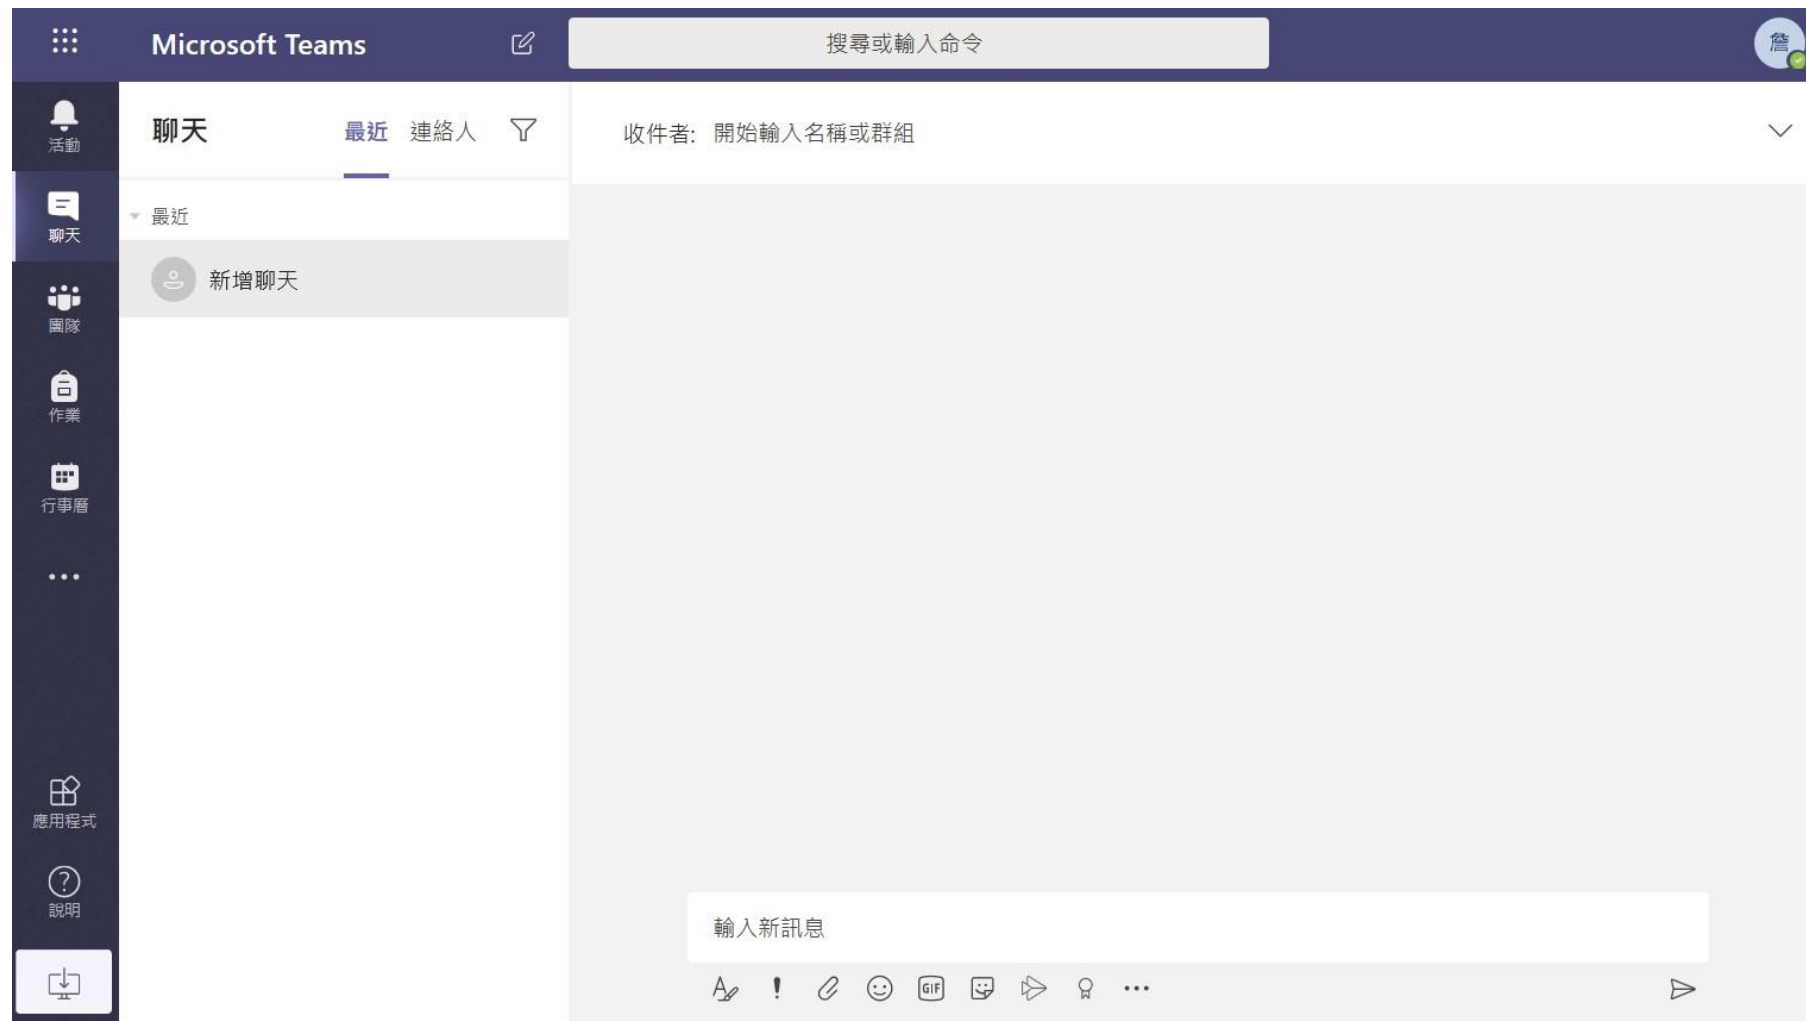 Microsoft Teams
搜尋或輸入命令
詹
活動
聊天
團隊
作業
行事曆
應用程式
說明
聊天
最近
連絡人
最近
新增聊天
收件者: 開始輸入名稱或群組
輸入新訊息
GIF